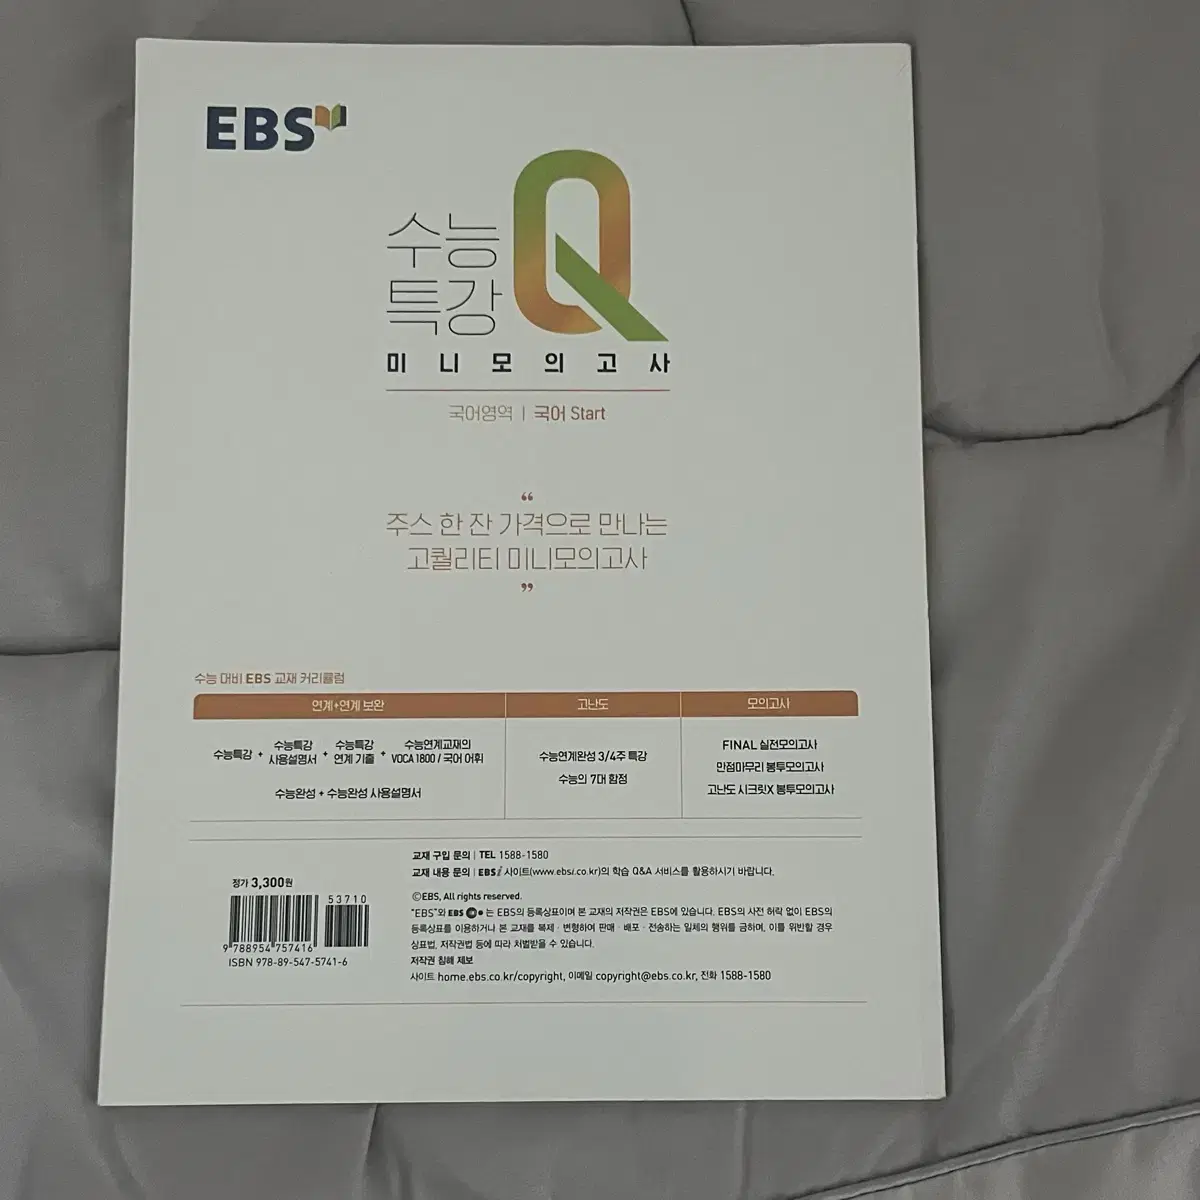 EBS
수능
특강
Q
미니모의고사
국어영역 | 국어 Start
“
주스 한 잔 가격으로 만나는
고퀄리티 미니모의고사
”
수능 대비 EBS 교재 커리큘럼
연계+연계 보완
고난도
모의고사
수능특강 + 수능특강 사용설명서 + 수능특강 연계 기출 + 수능연계교재의 VOCA 1800 / 국어 어휘
수능완성 + 수능완성 사용설명서
수능연계완성 3/4주 특강
수능의 7대 함정
FINAL 실전모의고사
만점마무리 봉투모의고사
고난도 시크릿X 봉투모의고사
정가 3,300원
53710
9 788954 757416
ISBN 978-89-547-5741-6
교재 구입 문의 | TEL 1588-1580
교재 내용 문의 | EBSi 사이트(www.ebsi.co.kr)의 학습 Q&A 서비스를 활용하시기 바랍니다.
©EBS, All rights reserved.
"EBS"와 EBS 는 EBS의 등록상표이며 본 교재의 저작권은 EBS에 있습니다. EBS의 사전 허락 없이 EBS의
등록상표를 이용하거나 본 교재를 복제·변형하여 판매·배포·전송하는 일체의 행위를 금하며, 이를 위반할 경우
상표법, 저작권법 등에 따라 처벌받을 수 있습니다.
저작권 침해 제보
사이트 home.ebs.co.kr/copyright, 이메일 copyright@ebs.co.kr, 전화 1588-1580